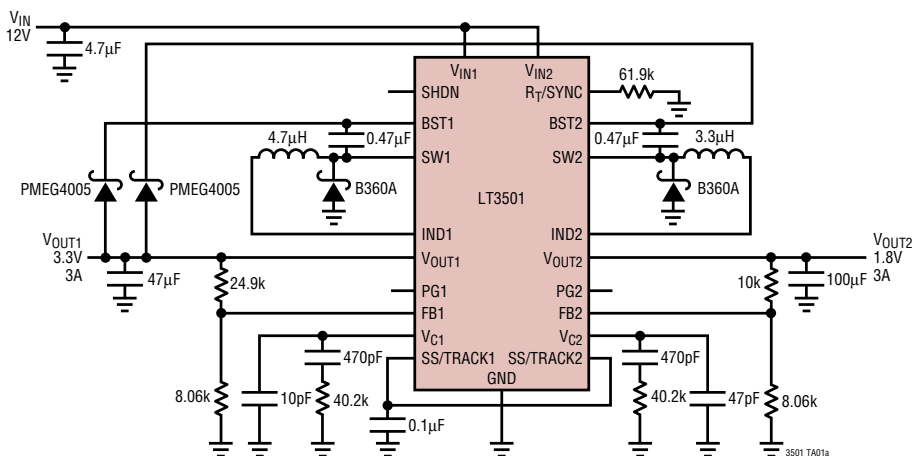 VIN
12V
4.7µF
VIN1
VIN2
61.9k
SHDN
RT/SYNC
BST1
BST2
4.7µH
0.47µF
0.47µF
3.3µH
SW1
SW2
PMEG4005
PMEG4005
B360A
LT3501
B360A
IND1
IND2
VOUT1
3.3V
3A
47µF
24.9k
VOUT1
VOUT2
10k
100µF
VOUT2
1.8V
3A
PG1
PG2
FB1
FB2
VC1
VC2
470pF
SS/TRACK1
SS/TRACK2
470pF
GND
8.06k
10pF
40.2k
0.1µF
40.2k
47pF
8.06k
3501 TA01a